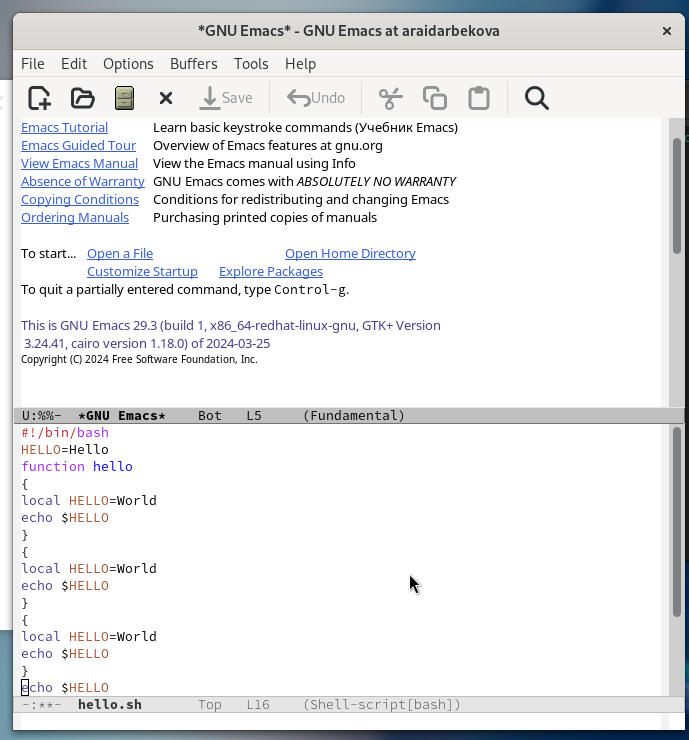 *GNU Emacs* - GNU Emacs at araidarbekova
File Edit Options Buffers Tools Help
Save Undo
Emacs Tutorial Learn basic keystroke commands (Учебник Emacs)
Emacs Guided Tour Overview of Emacs features at gnu.org
View Emacs Manual View the Emacs manual using Info
Absence of Warranty GNU Emacs comes with ABSOLUTELY NO WARRANTY
Copying Conditions Conditions for redistributing and changing Emacs
Ordering Manuals Purchasing printed copies of manuals
To start... Open a File Open Home Directory
Customize Startup Explore Packages
To quit a partially entered command, type Control-g.
This is GNU Emacs 29.3 (build 1, x86_64-redhat-linux-gnu, GTK+ Version
3.24.41, cairo version 1.18.0) of 2024-03-25
Copyright (C) 2024 Free Software Foundation, Inc.
U:%%- *GNU Emacs* Bot L5 (Fundamental)
#!/bin/bash
HELLO=Hello
function hello
{
local HELLO=World
echo $HELLO
}
{
local HELLO=World
echo $HELLO
}
{
local HELLO=World
echo $HELLO
}
echo $HELLO
-:**- hello.sh Top L16 (Shell-script[bash])